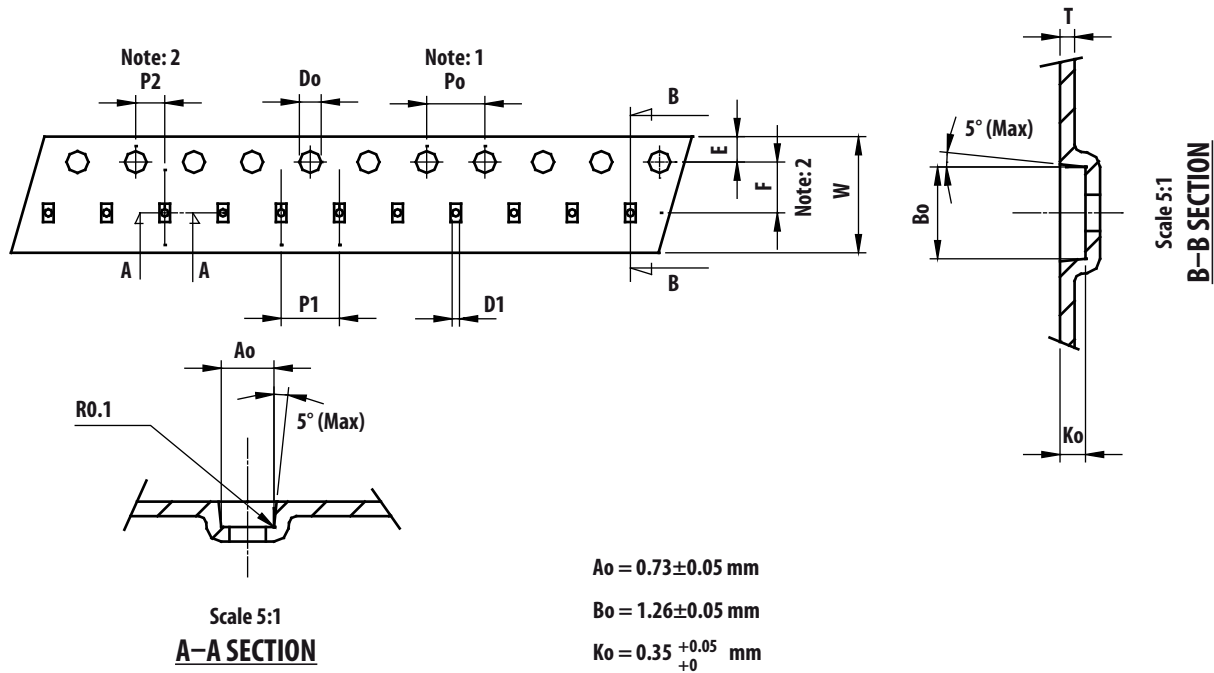 Note: 2
P2
Do
Note: 1
Po
B
E
F
Note: 2
W
A
A
P1
D1
B
Ao
R0.1
5° (Max)
Scale 5:1
A–A SECTION
Ao = 0.73±0.05 mm
Bo = 1.26±0.05 mm
Ko = 0.35 +0.05 +0 mm
T
5° (Max)
Bo
Ko
Scale 5:1
B–B SECTION